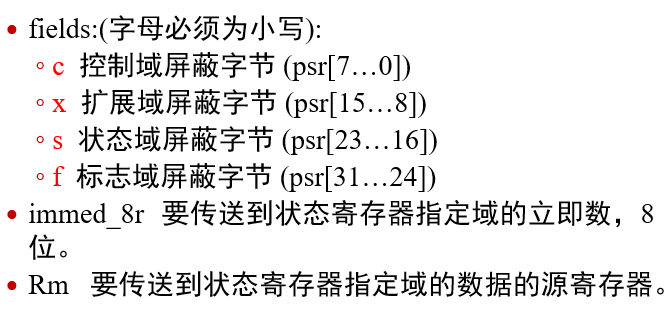 • fields:(字母必须为小写):
◦c 控制域屏蔽字节 (psr[7…0])
◦x 扩展域屏蔽字节 (psr[15…8])
◦s 状态域屏蔽字节 (psr[23…16])
◦f 标志域屏蔽字节 (psr[31…24])
• immed_8r 要传送到状态寄存器指定域的立即数，8
位。
• Rm 要传送到状态寄存器指定域的数据的源寄存器。